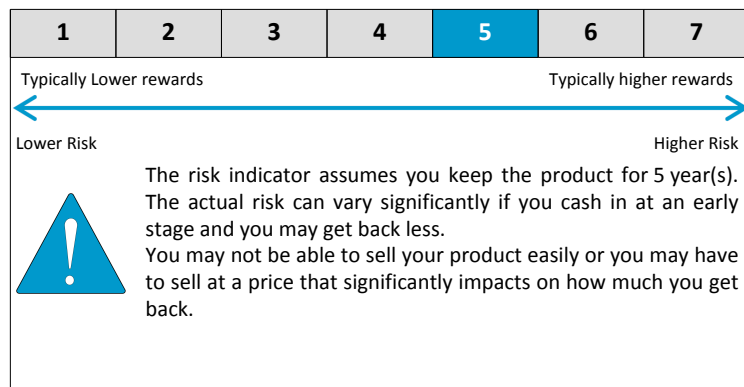 1 2 3 4 5 6 7
Typically Lower rewards Typically higher rewards
Lower Risk Higher Risk
The risk indicator assumes you keep the product for 5 year(s).
The actual risk can vary significantly if you cash in at an early
stage and you may get back less.
You may not be able to sell your product easily or you may have
to sell at a price that significantly impacts on how much you get
back.